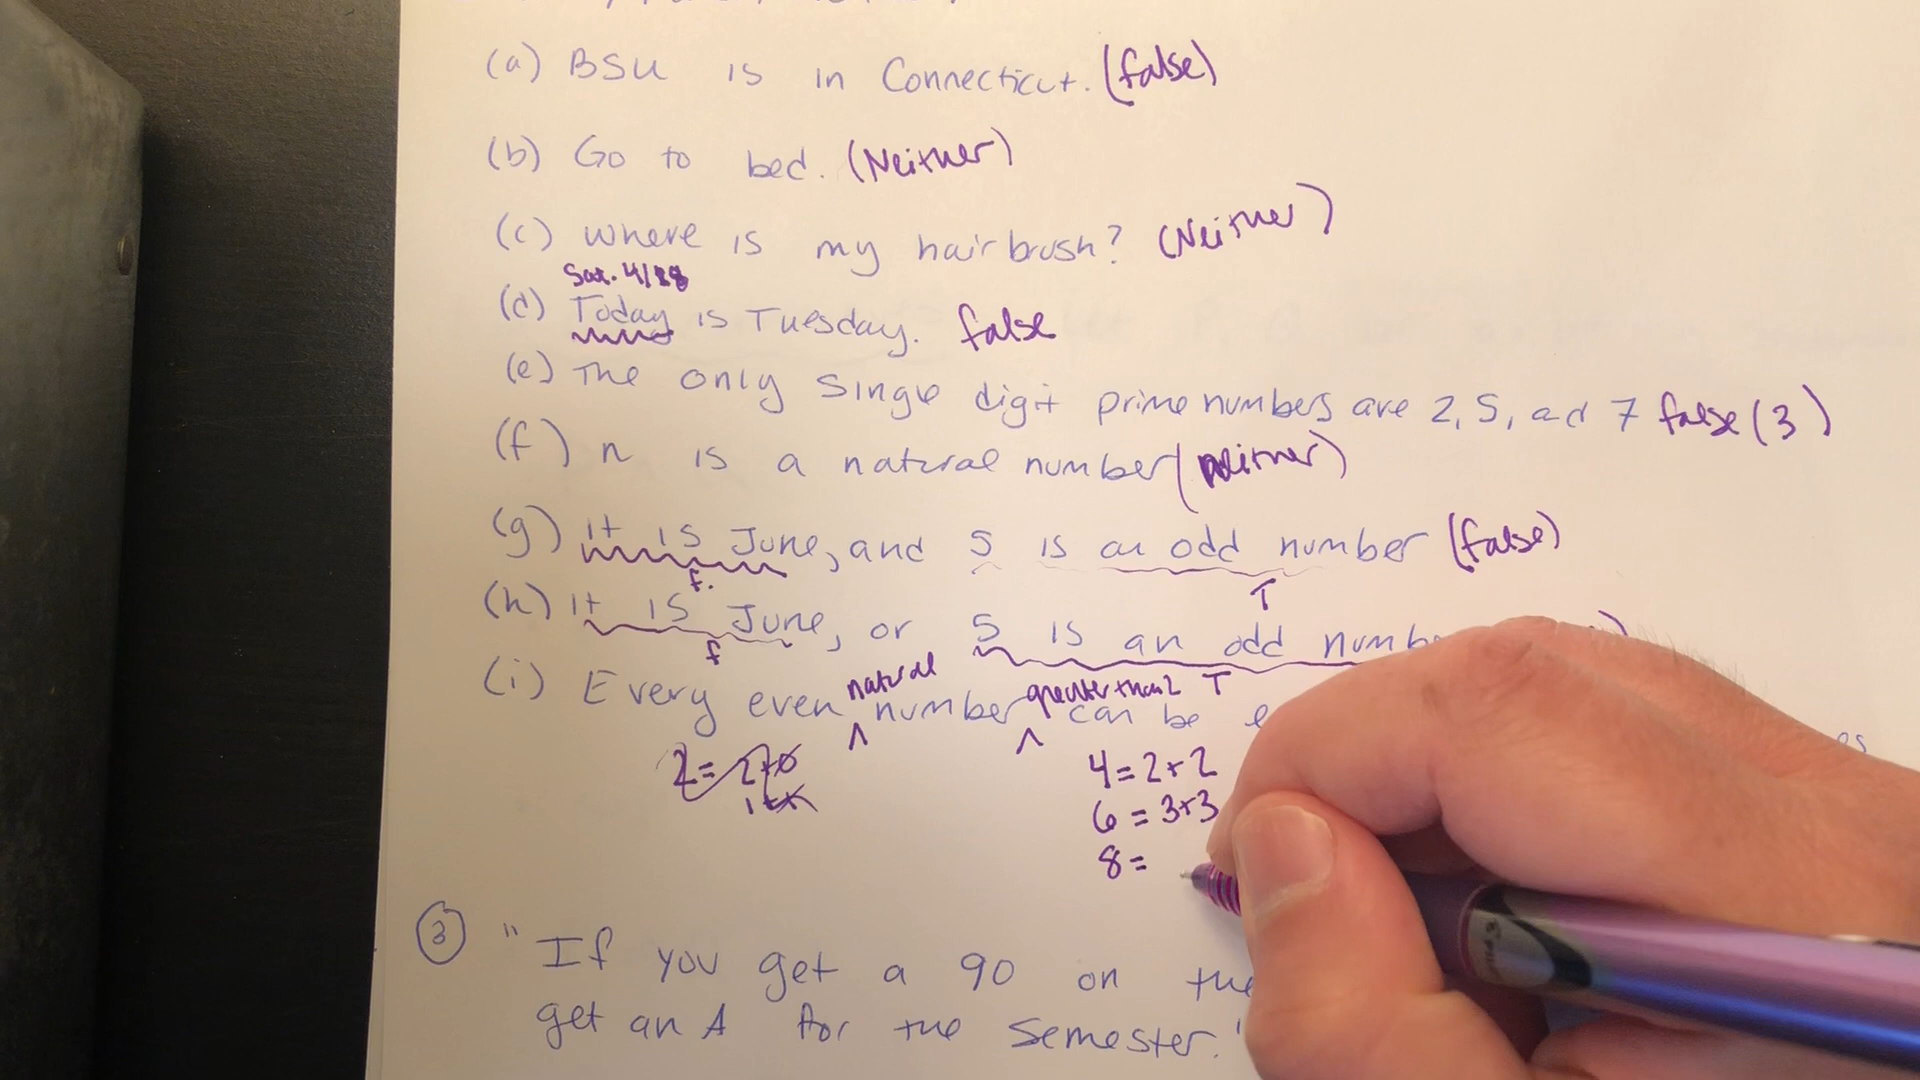 (a) BSU is in Connecticut. (false)
(b) Go to bed. (Neither)
(c) Where is my hairbrush? (Neither)
Sat. 4/18
(d) Today is Tuesday. false
(e) The only single digit prime numbers are 2, 5, ad 7 false (3)
(f) n is a natural number (neither)
(g) it is June, and 5 is an odd number (false)
f. T
(h) it is June, or 5 is an odd numb
f T
natural greater than 2
(i) Every even ^ number ^ can be
2 = 2+0 4 = 2+2
1+1 6 = 3+3
8 =
(3) "If you get a 90 on the
get an A for the semester."